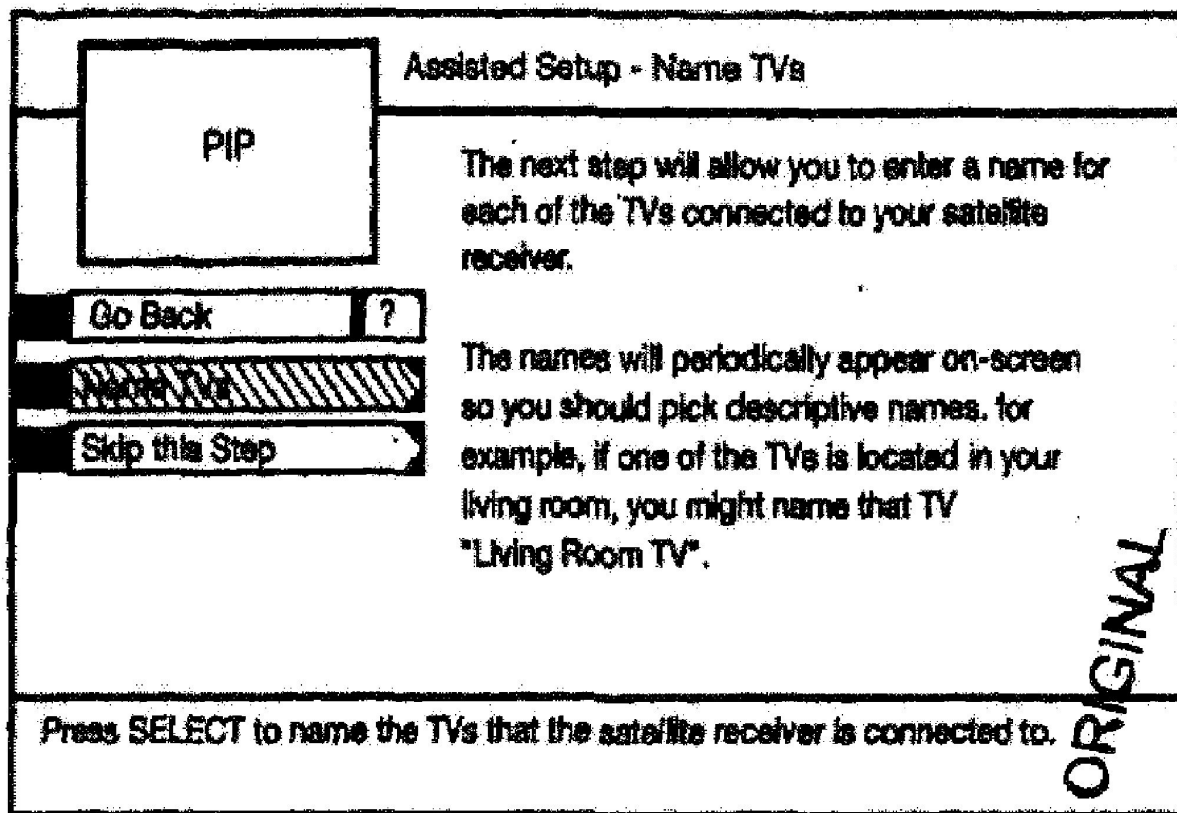 Assisted Setup - Name TVs
PIP
The next step will allow you to enter a name for
each of the TVs connected to your satellite
receiver.
Go Back
?
Name TVs
Skip this Step
The names will periodically appear on-screen
so you should pick descriptive names. for
example, if one of the TVs is located in your
living room, you might name that TV
"Living Room TV".
Press SELECT to name the TVs that the satellite receiver is connected to.
ORIGINAL